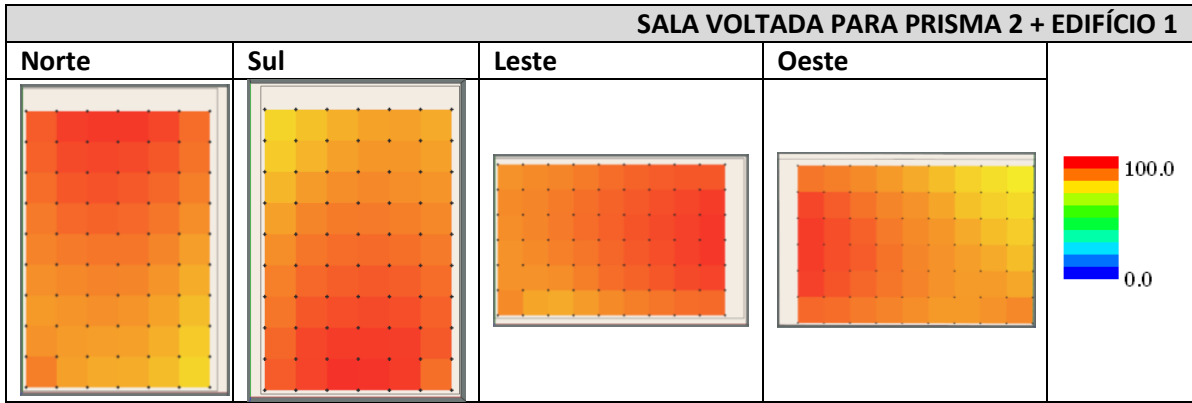 SALA VOLTADA PARA PRISMA 2 + EDIFÍCIO 1
Norte Sul Leste Oeste
100.0
0.0